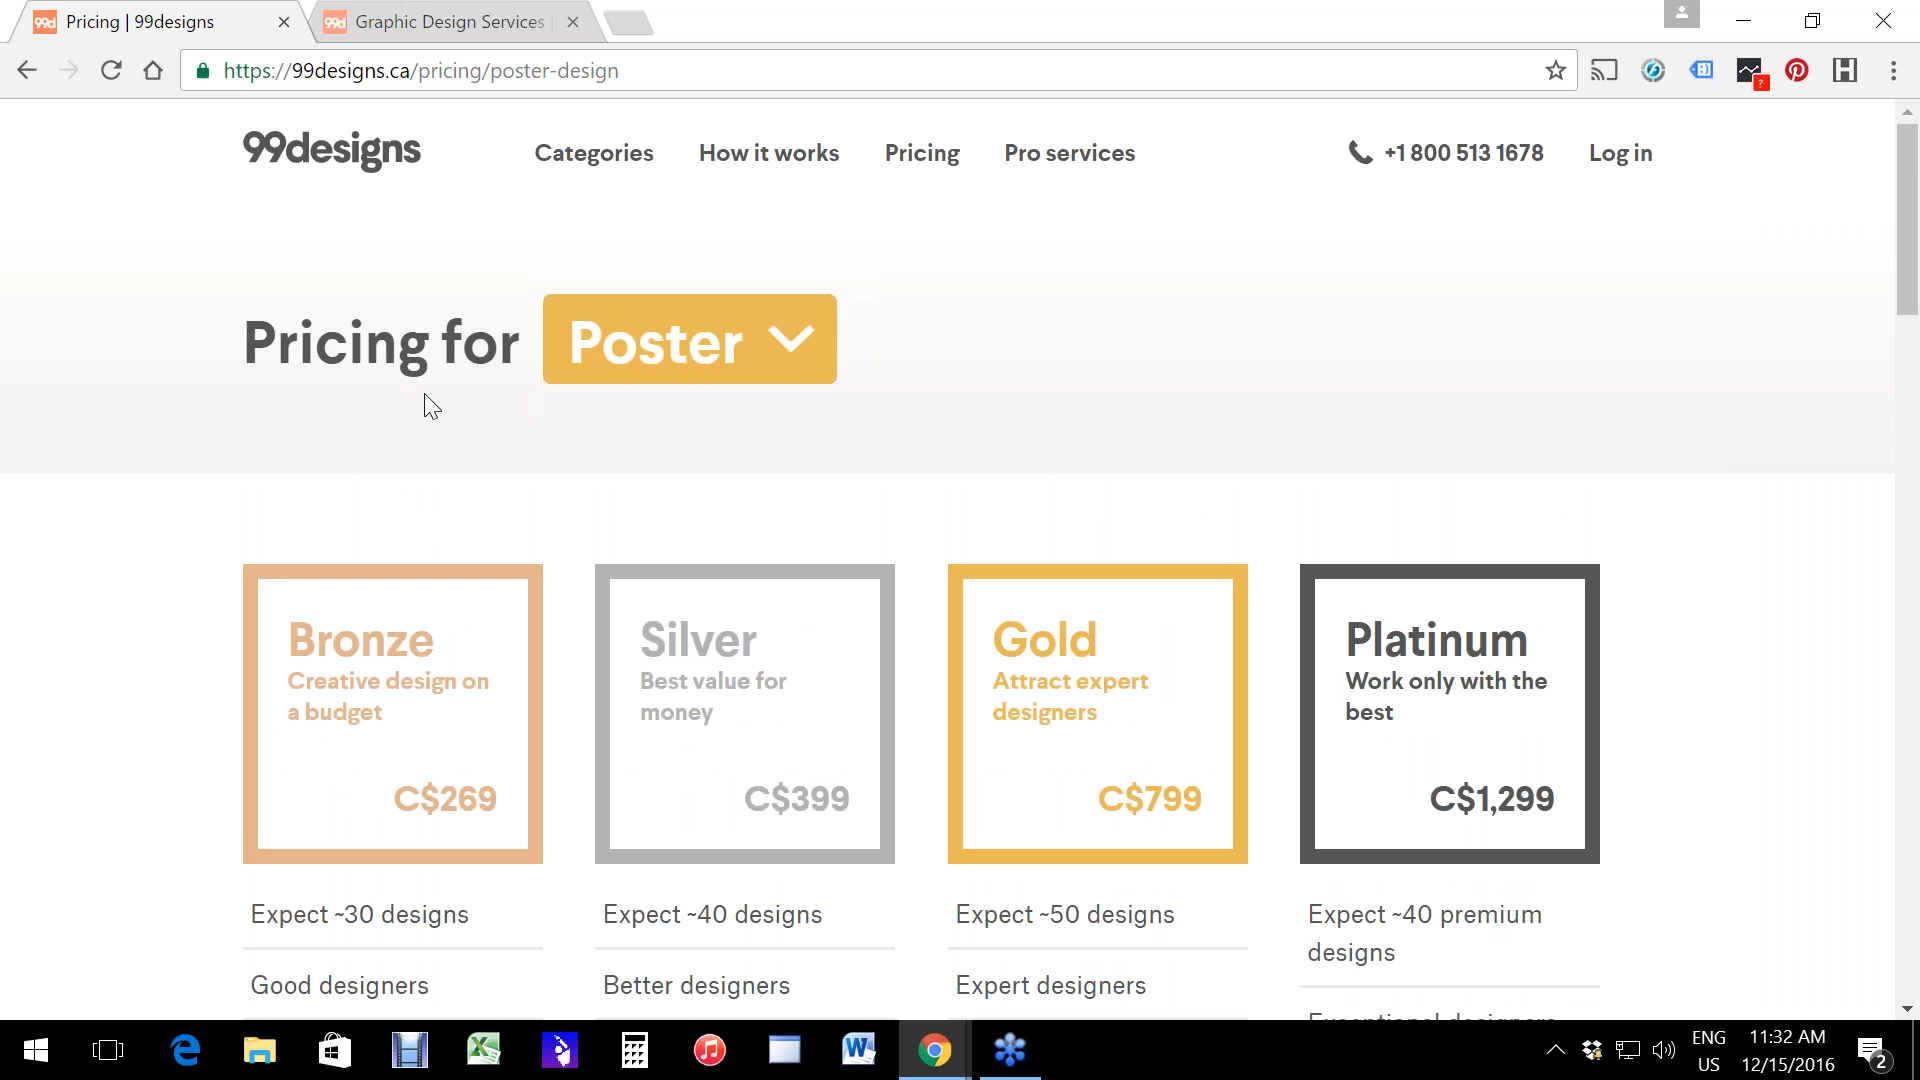 Pricing | 99designs
Graphic Design Services
https://99designs.ca/pricing/poster-design
99designs
Categories
How it works
Pricing
Pro services
+1 800 513 1678
Log in
Pricing for Poster
Bronze
Creative design on
a budget
C$269
Expect ~30 designs
Good designers
Silver
Best value for
money
C$399
Expect ~40 designs
Better designers
Gold
Attract expert
designers
C$799
Expect ~50 designs
Expert designers
Platinum
Work only with the
best
C$1,299
Expect ~40 premium
designs
ENG
US
11:32 AM
12/15/2016
2